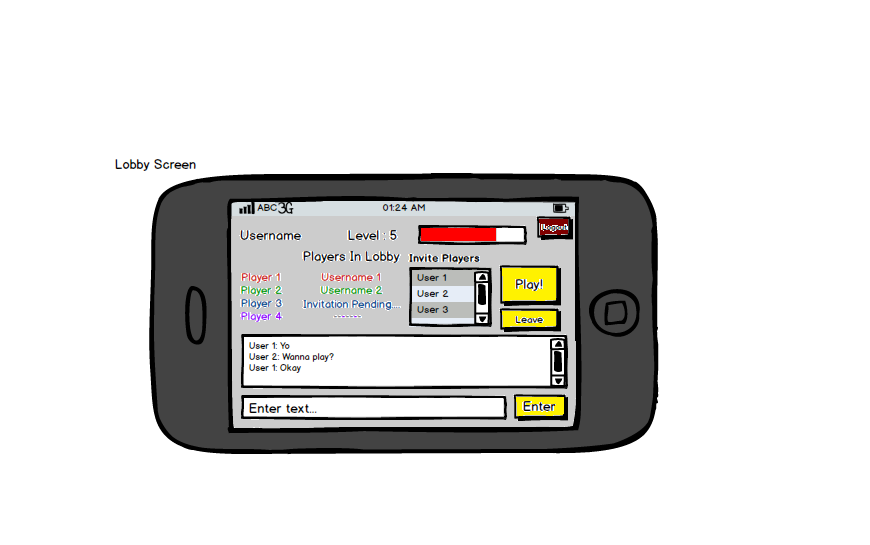 Lobby Screen
ABC 3G 01:24 AM
Username Level : 5 Logout
Players In Lobby Invite Players
Player 1 Username 1 User 1 Play!
Player 2 Username 2 User 2
Player 3 Invitation Pending.... User 3
Player 4 ------- Leave
User 1: Yo
User 2: Wanna play?
User 1: Okay
Enter text... Enter